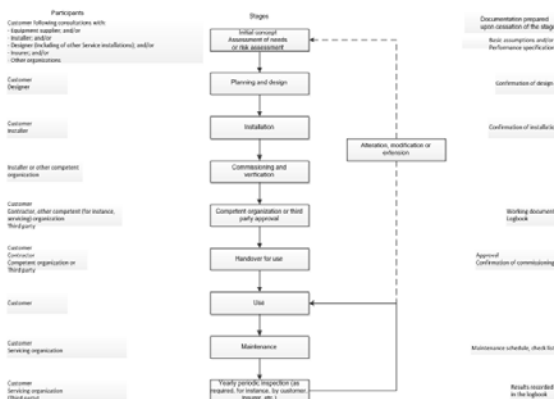 Participants
Stages
Documentation prepared
upon cessation of the stage
Customer following consultations with:
- Equipment supplier, and/or
- Installer; and/or
- Designer (including of other Service installations); and/or
- Insurer, and/or
- Other organizations
Initial concept
Assessment of needs
or risk assessment
Basic assumptions and/or
Performance specification
Customer
Designer
Planning and design
Confirmation of design
Customer
Installer
Installation
Confirmation of installation
Alteration, modification or
extension
Installer or other competent
organization
Commissioning and
verification
Customer
Contractor, other competent (for instance,
servicing) organization
Third party
Competent organization or third
party approval
Working document
Logbook
Customer
Contractor
Competent organization or
Third party
Handover for use
Approval
Confirmation of commissioning
Customer
Use
Customer
Servicing organization
Maintenance
Maintenance schedule, check list
Customer
Servicing organization
(Third party)
Yearly periodic inspection (as
required, for instance, by customer,
insurer, etc.)
Results recorded
in the logbook